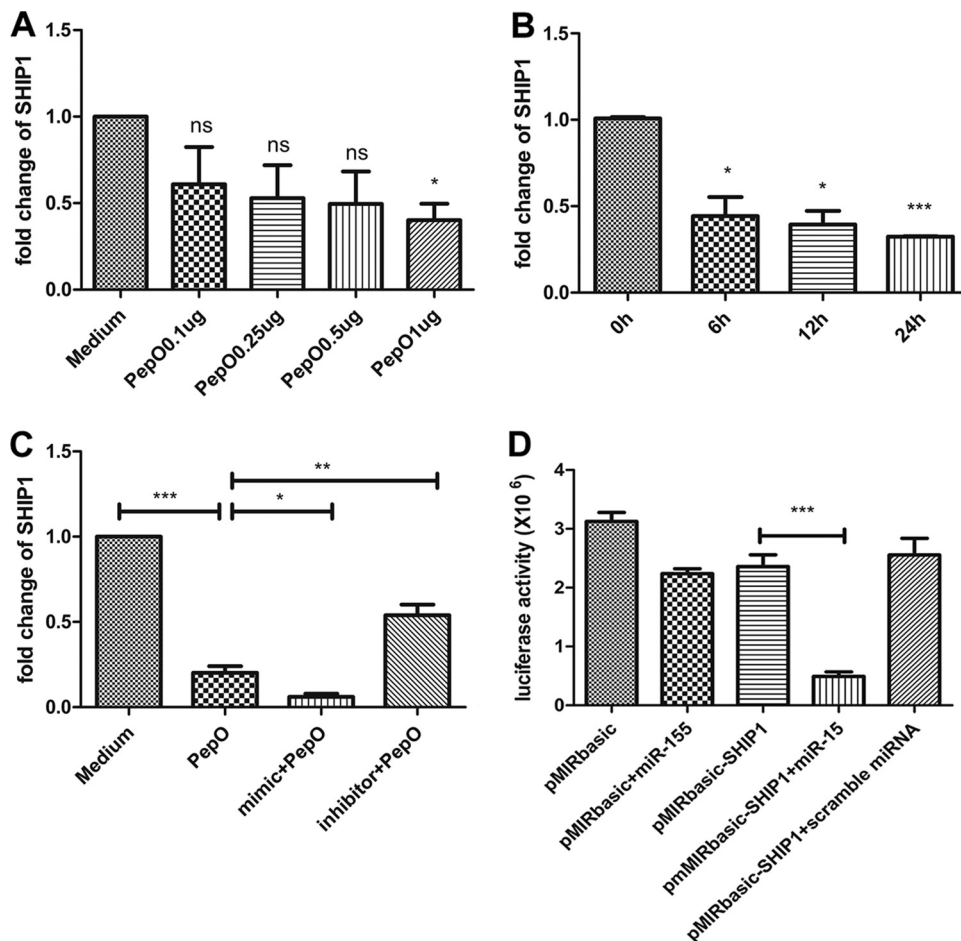 A
fold change of SHIP1
1.5
1.0
0.5
0.0
ns
ns
ns
*
Medium
PepO0.1ug
PepO0.25ug
PepO0.5ug
PepO1ug
B
fold change of SHIP1
1.5
1.0
0.5
0.0
*
*
***
0h
6h
12h
24h
C
fold change of SHIP1
1.5
1.0
0.5
0.0
***
*
**
Medium
PepO
mimic+PepO
inhibitor+PepO
D
luciferase activity (X10 6)
4
3
2
1
0
***
pMIRbasic
pMIRbasic+miR-155
pMIRbasic-SHIP1
pmMIRbasic-SHIP1+miR-15
pMIRbasic-SHIP1+scramble miRNA